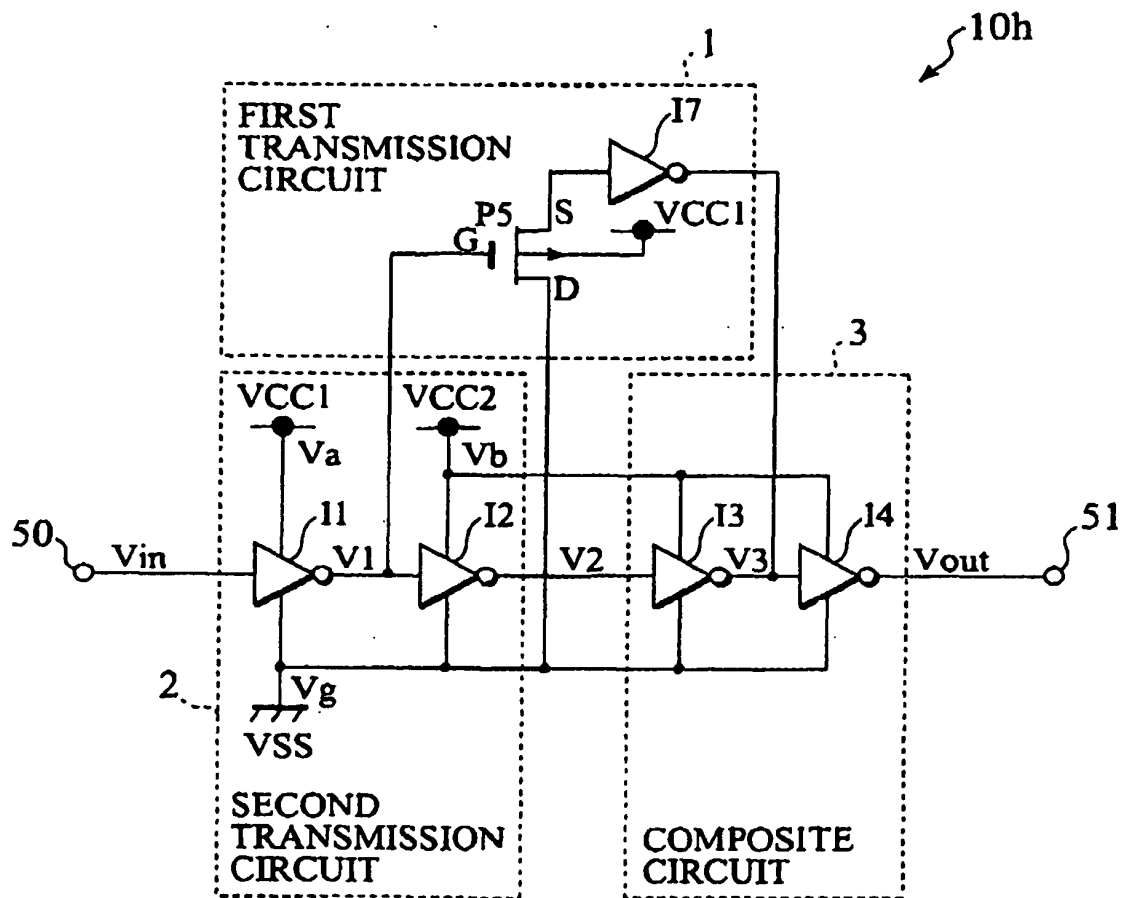 10h
1
FIRST
TRANSMISSION
CIRCUIT
I7
P5
S
VCC1
G
D
3
VCC1
VCC2
Va
Vb
50
I1
I2
I3
I4
51
Vin
V1
V2
V3
Vout
2
Vg
VSS
SECOND
TRANSMISSION
CIRCUIT
COMPOSITE
CIRCUIT